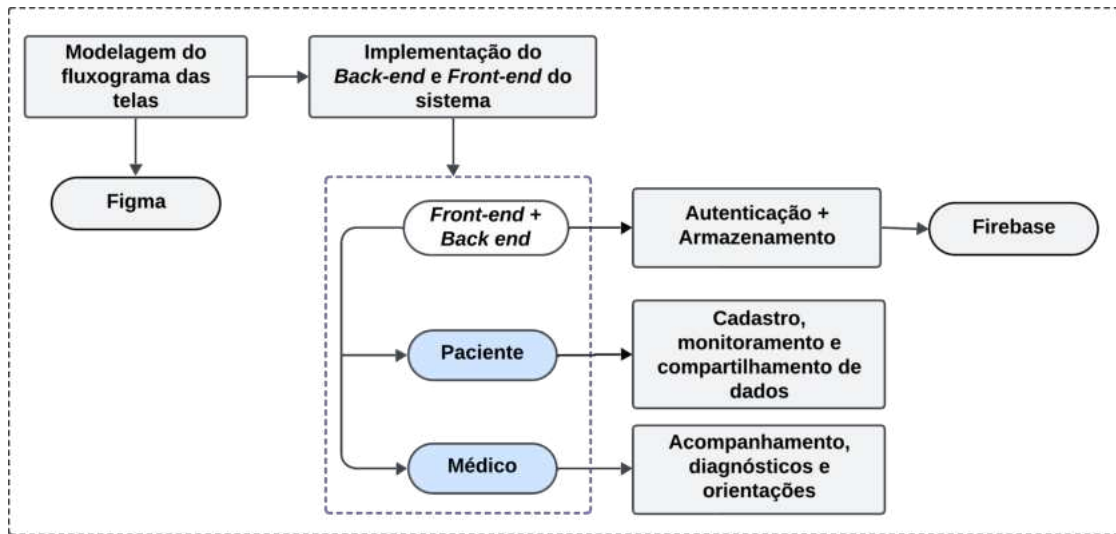 Modelagem do
fluxograma das
telas
Implementação do
Back-end e Front-end do
sistema
Figma
Front-end +
Back end
Autenticação +
Armazenamento
Firebase
Paciente
Cadastro,
monitoramento e
compartilhamento de
dados
Médico
Acompanhamento,
diagnósticos e
orientações